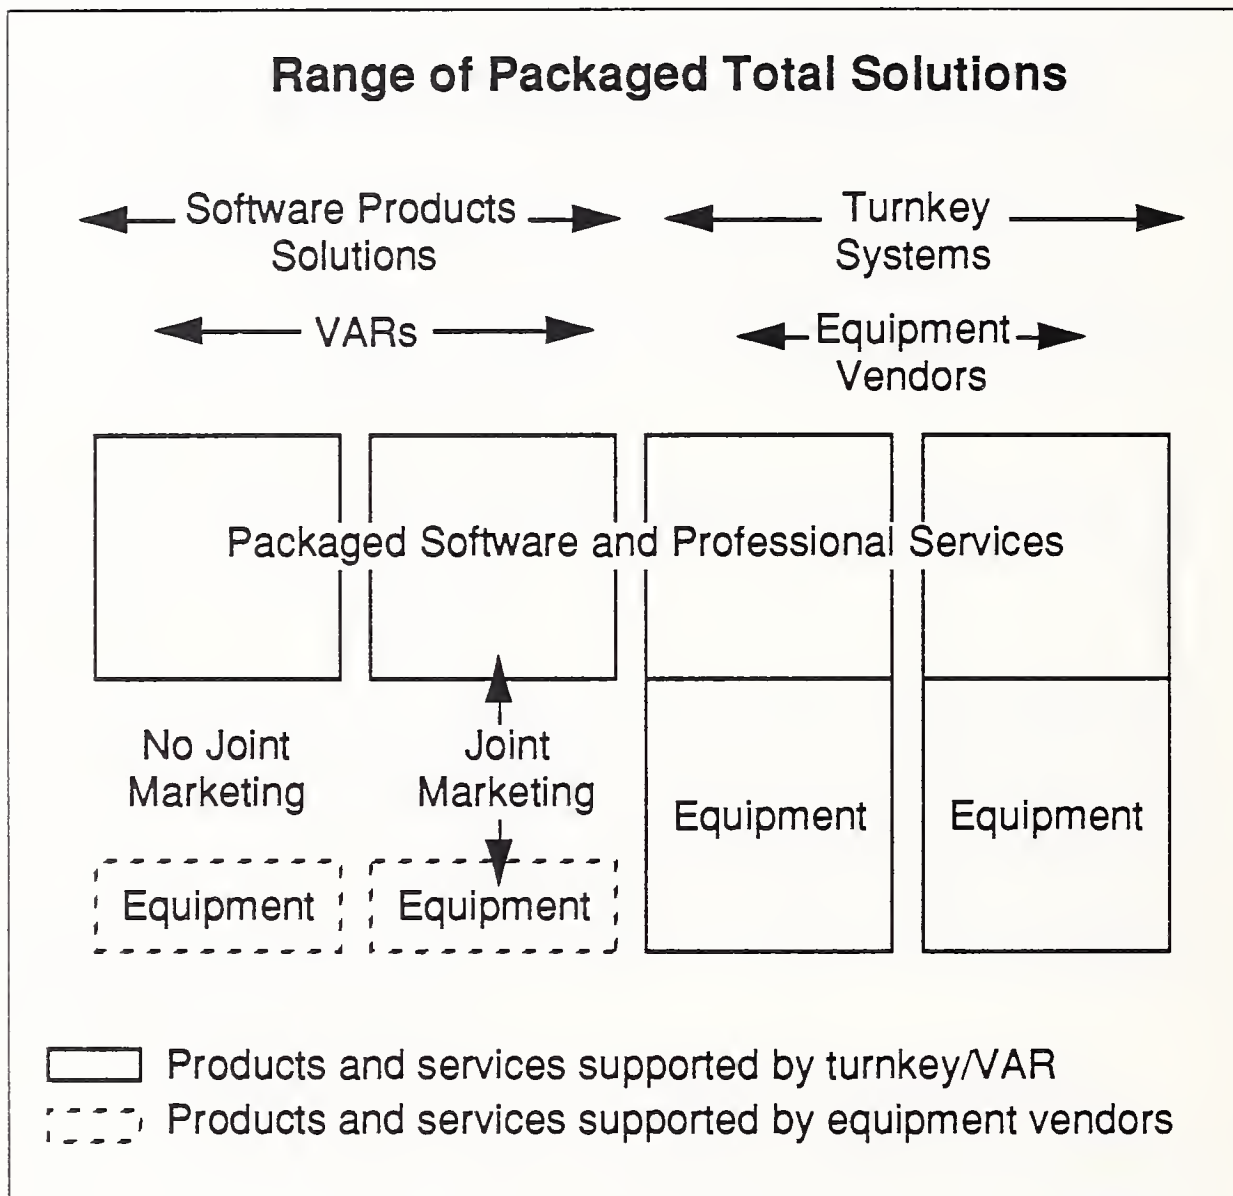 Range of Packaged Total Solutions
Software Products
Solutions
Turnkey
Systems
VARs
Equipment
Vendors
Packaged Software and Professional Services
No Joint
Marketing
Joint
Marketing
Equipment
Equipment
Equipment
Equipment
Products and services supported by turnkey/VAR
Products and services supported by equipment vendors